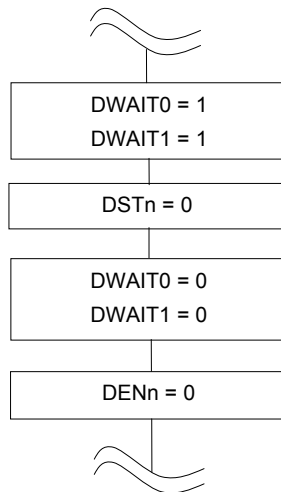 DWAIT0 = 1
DWAIT1 = 1
DSTn = 0
DWAIT0 = 0
DWAIT1 = 0
DENn = 0